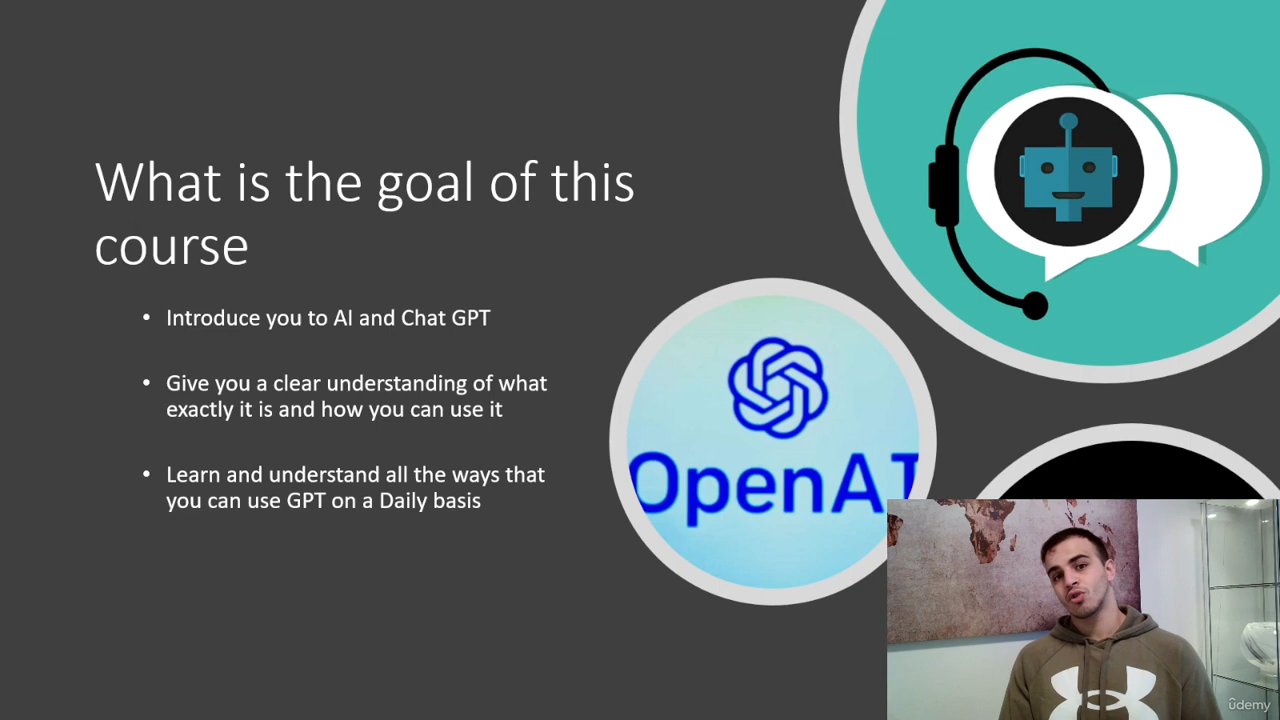 What is the goal of this
course
• Introduce you to AI and Chat GPT
• Give you a clear understanding of what
exactly it is and how you can use it
• Learn and understand all the ways that
you can use GPT on a Daily basis
OpenAI
ûdemy